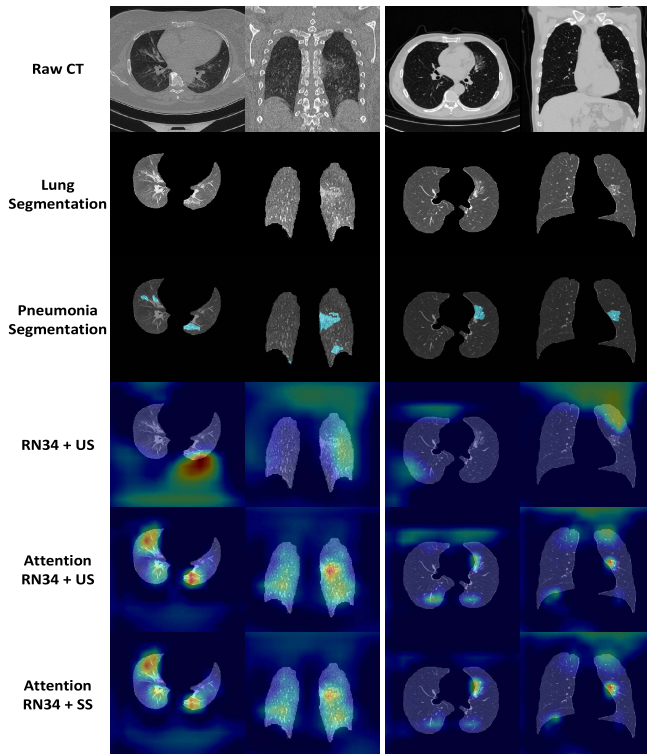 Raw CT
Lung
Segmentation
Pneumonia
Segmentation
RN34 + US
Attention
RN34 + US
Attention
RN34 + SS